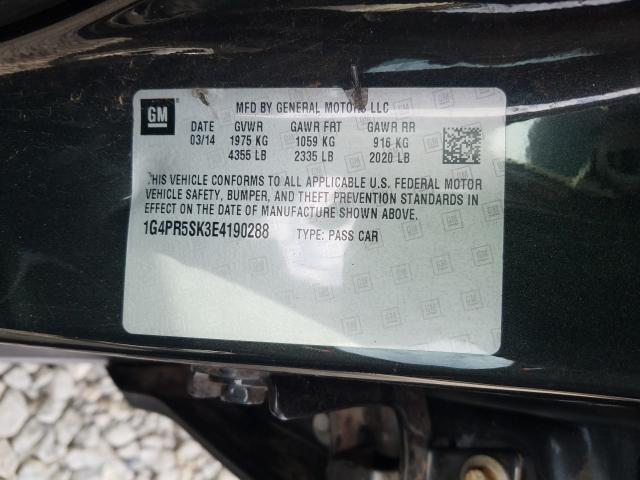 GM
MFD BY GENERAL MOTORS LLC
DATE GVWR GAWR FRT GAWR RR
03/14 1975 KG 1059 KG 916 KG
4355 LB 2335 LB 2020 LB
THIS VEHICLE CONFORMS TO ALL APPLICABLE U.S. FEDERAL MOTOR
VEHICLE SAFETY, BUMPER, AND THEFT PREVENTION STANDARDS IN
EFFECT ON THE DATE OF MANUFACTURE SHOWN ABOVE.
1G4PR5SK3E4190288 TYPE: PASS CAR